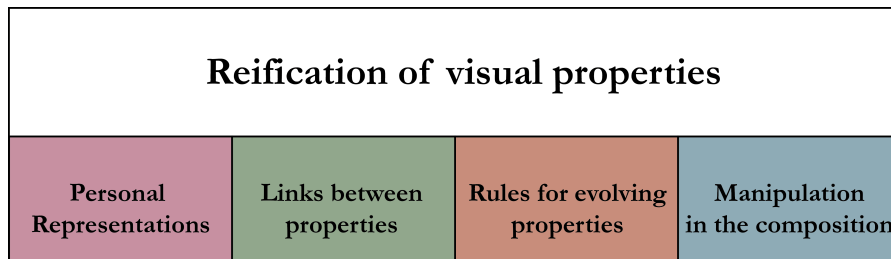 Reification of visual properties
Personal
Representations
Links between
properties
Rules for evolving
properties
Manipulation
in the composition